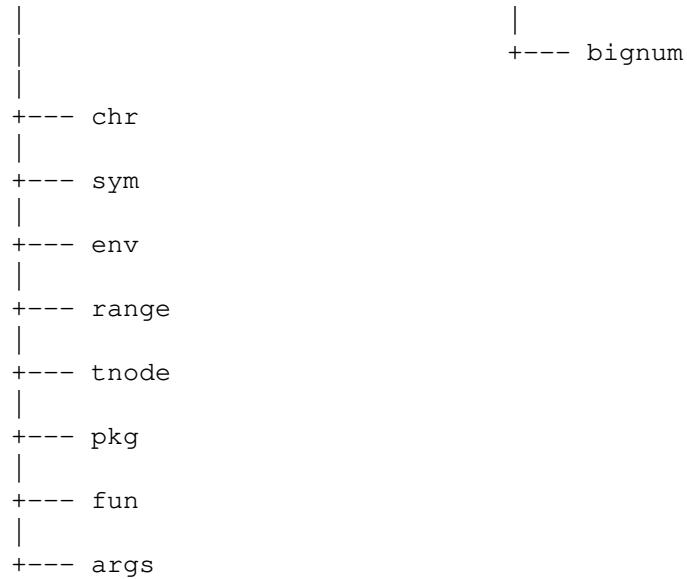 |                               |
|                               +--- bignum
|
+--- chr
|
+--- sym
|
+--- env
|
+--- range
|
+--- tnode
|
+--- pkg
|
+--- fun
|
+--- args